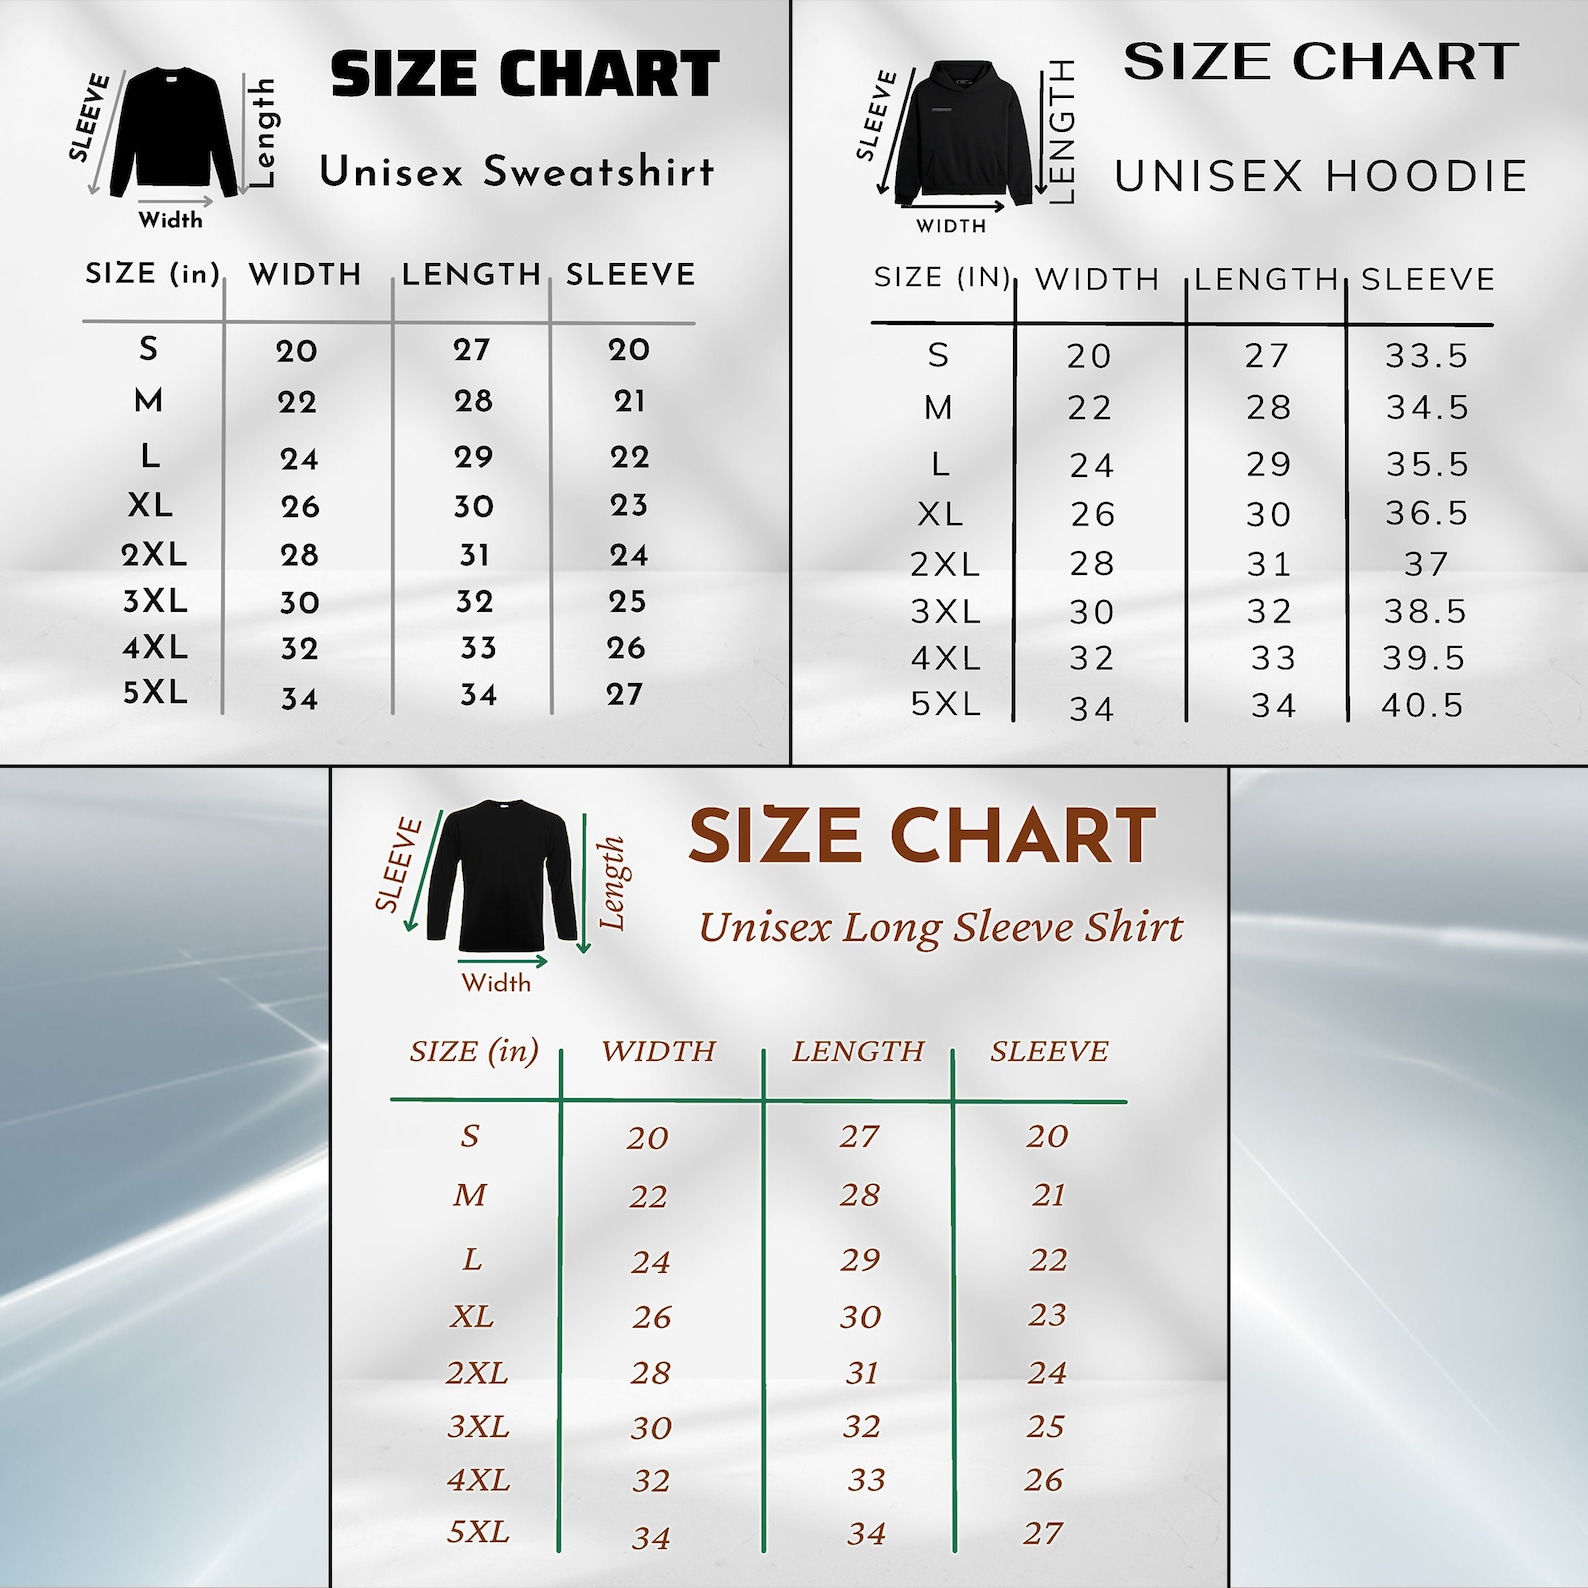 SIZE CHART
Unisex Sweatshirt
SLEEVE
Length
Width
SIZE (in) WIDTH LENGTH SLEEVE
S 20 27 20
M 22 28 21
L 24 29 22
XL 26 30 23
2XL 28 31 24
3XL 30 32 25
4XL 32 33 26
5XL 34 34 27
SIZE CHART
UNISEX HOODIE
SLEEVE
LENGTH
WIDTH
SIZE (IN) WIDTH LENGTH SLEEVE
S 20 27 33.5
M 22 28 34.5
L 24 29 35.5
XL 26 30 36.5
2XL 28 31 37
3XL 30 32 38.5
4XL 32 33 39.5
5XL 34 34 40.5
SIZE CHART
Unisex Long Sleeve Shirt
SLEEVE
Length
Width
SIZE (in) WIDTH LENGTH SLEEVE
S 20 27 20
M 22 28 21
L 24 29 22
XL 26 30 23
2XL 28 31 24
3XL 30 32 25
4XL 32 33 26
5XL 34 34 27